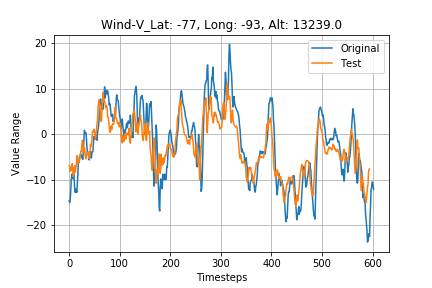 Wind-V_Lat: -77, Long: -93, Alt: 13239.0
Original
Test
20
10
0
−10
−20
Value Range
0 100 200 300 400 500 600
Timesteps